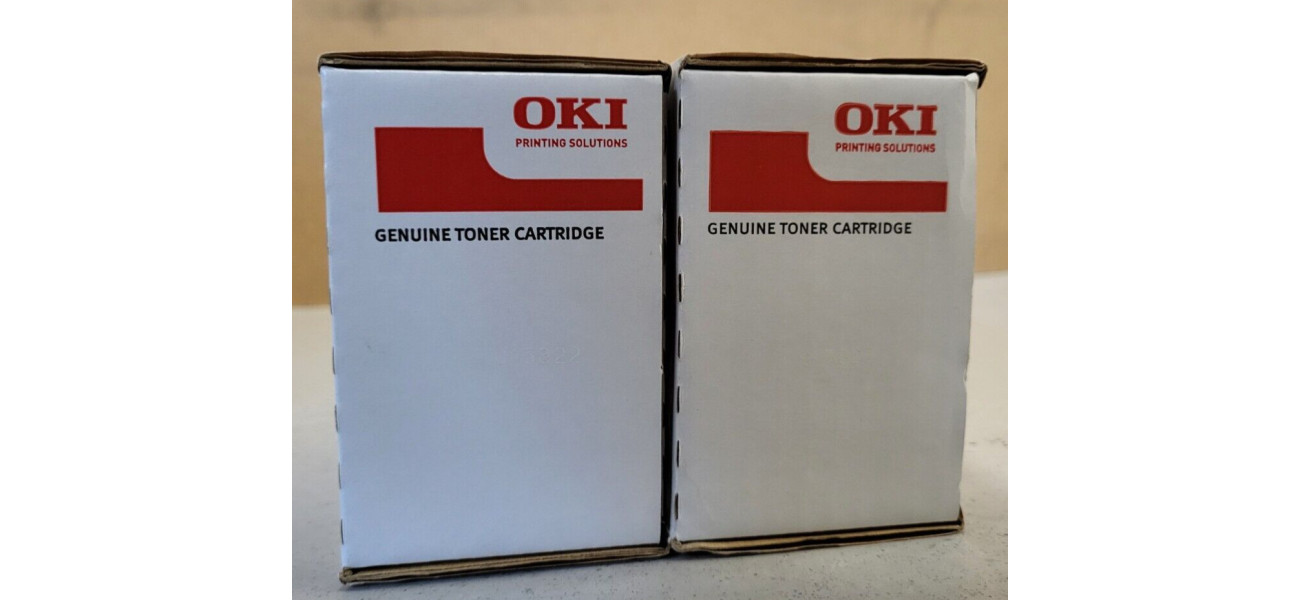 OKI
PRINTING SOLUTIONS
GENUINE TONER CARTRIDGE
OKI
PRINTING SOLUTIONS
GENUINE TONER CARTRIDGE